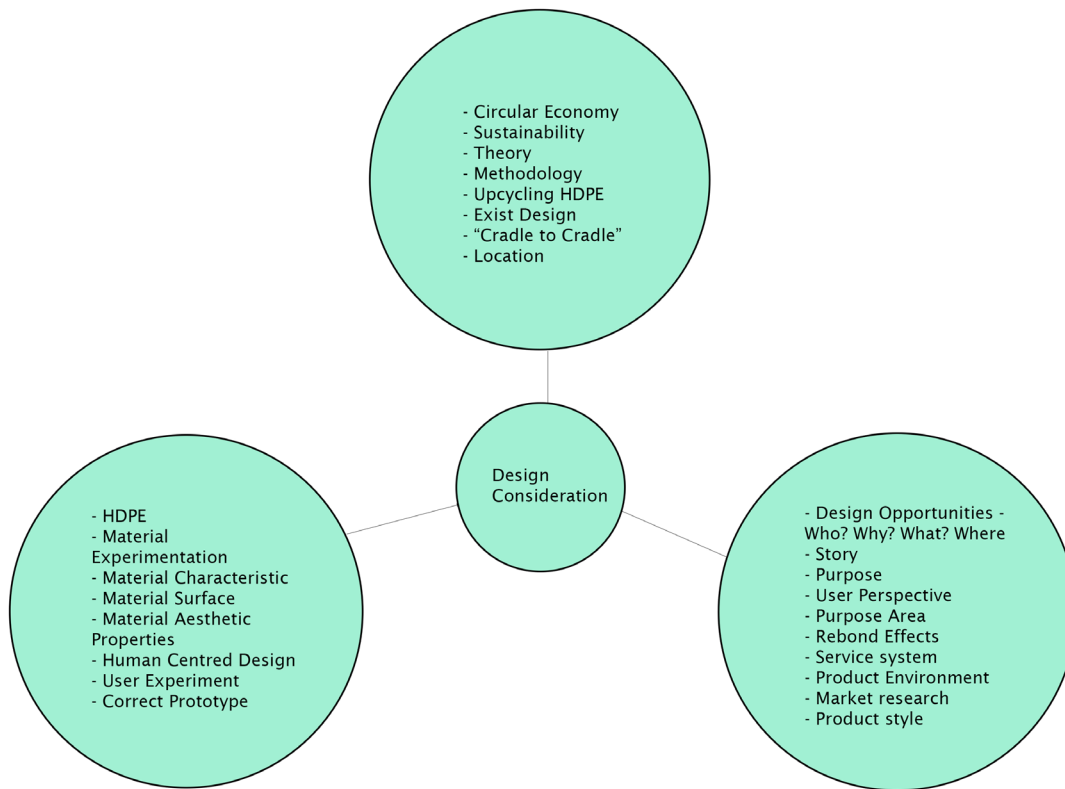 - Circular Economy
- Sustainability
- Theory
- Methodology
- Upcycling HDPE
- Exist Design
- “Cradle to Cradle”
- Location
Design
Consideration
- HDPE
- Material
Experimentation
- Material Characteristic
- Material Surface
- Material Aesthetic
Properties
- Human Centred Design
- User Experiment
- Correct Prototype
- Design Opportunities -
Who? Why? What? Where
- Story
- Purpose
- User Perspective
- Purpose Area
- Rebond Effects
- Service system
- Product Environment
- Market research
- Product style